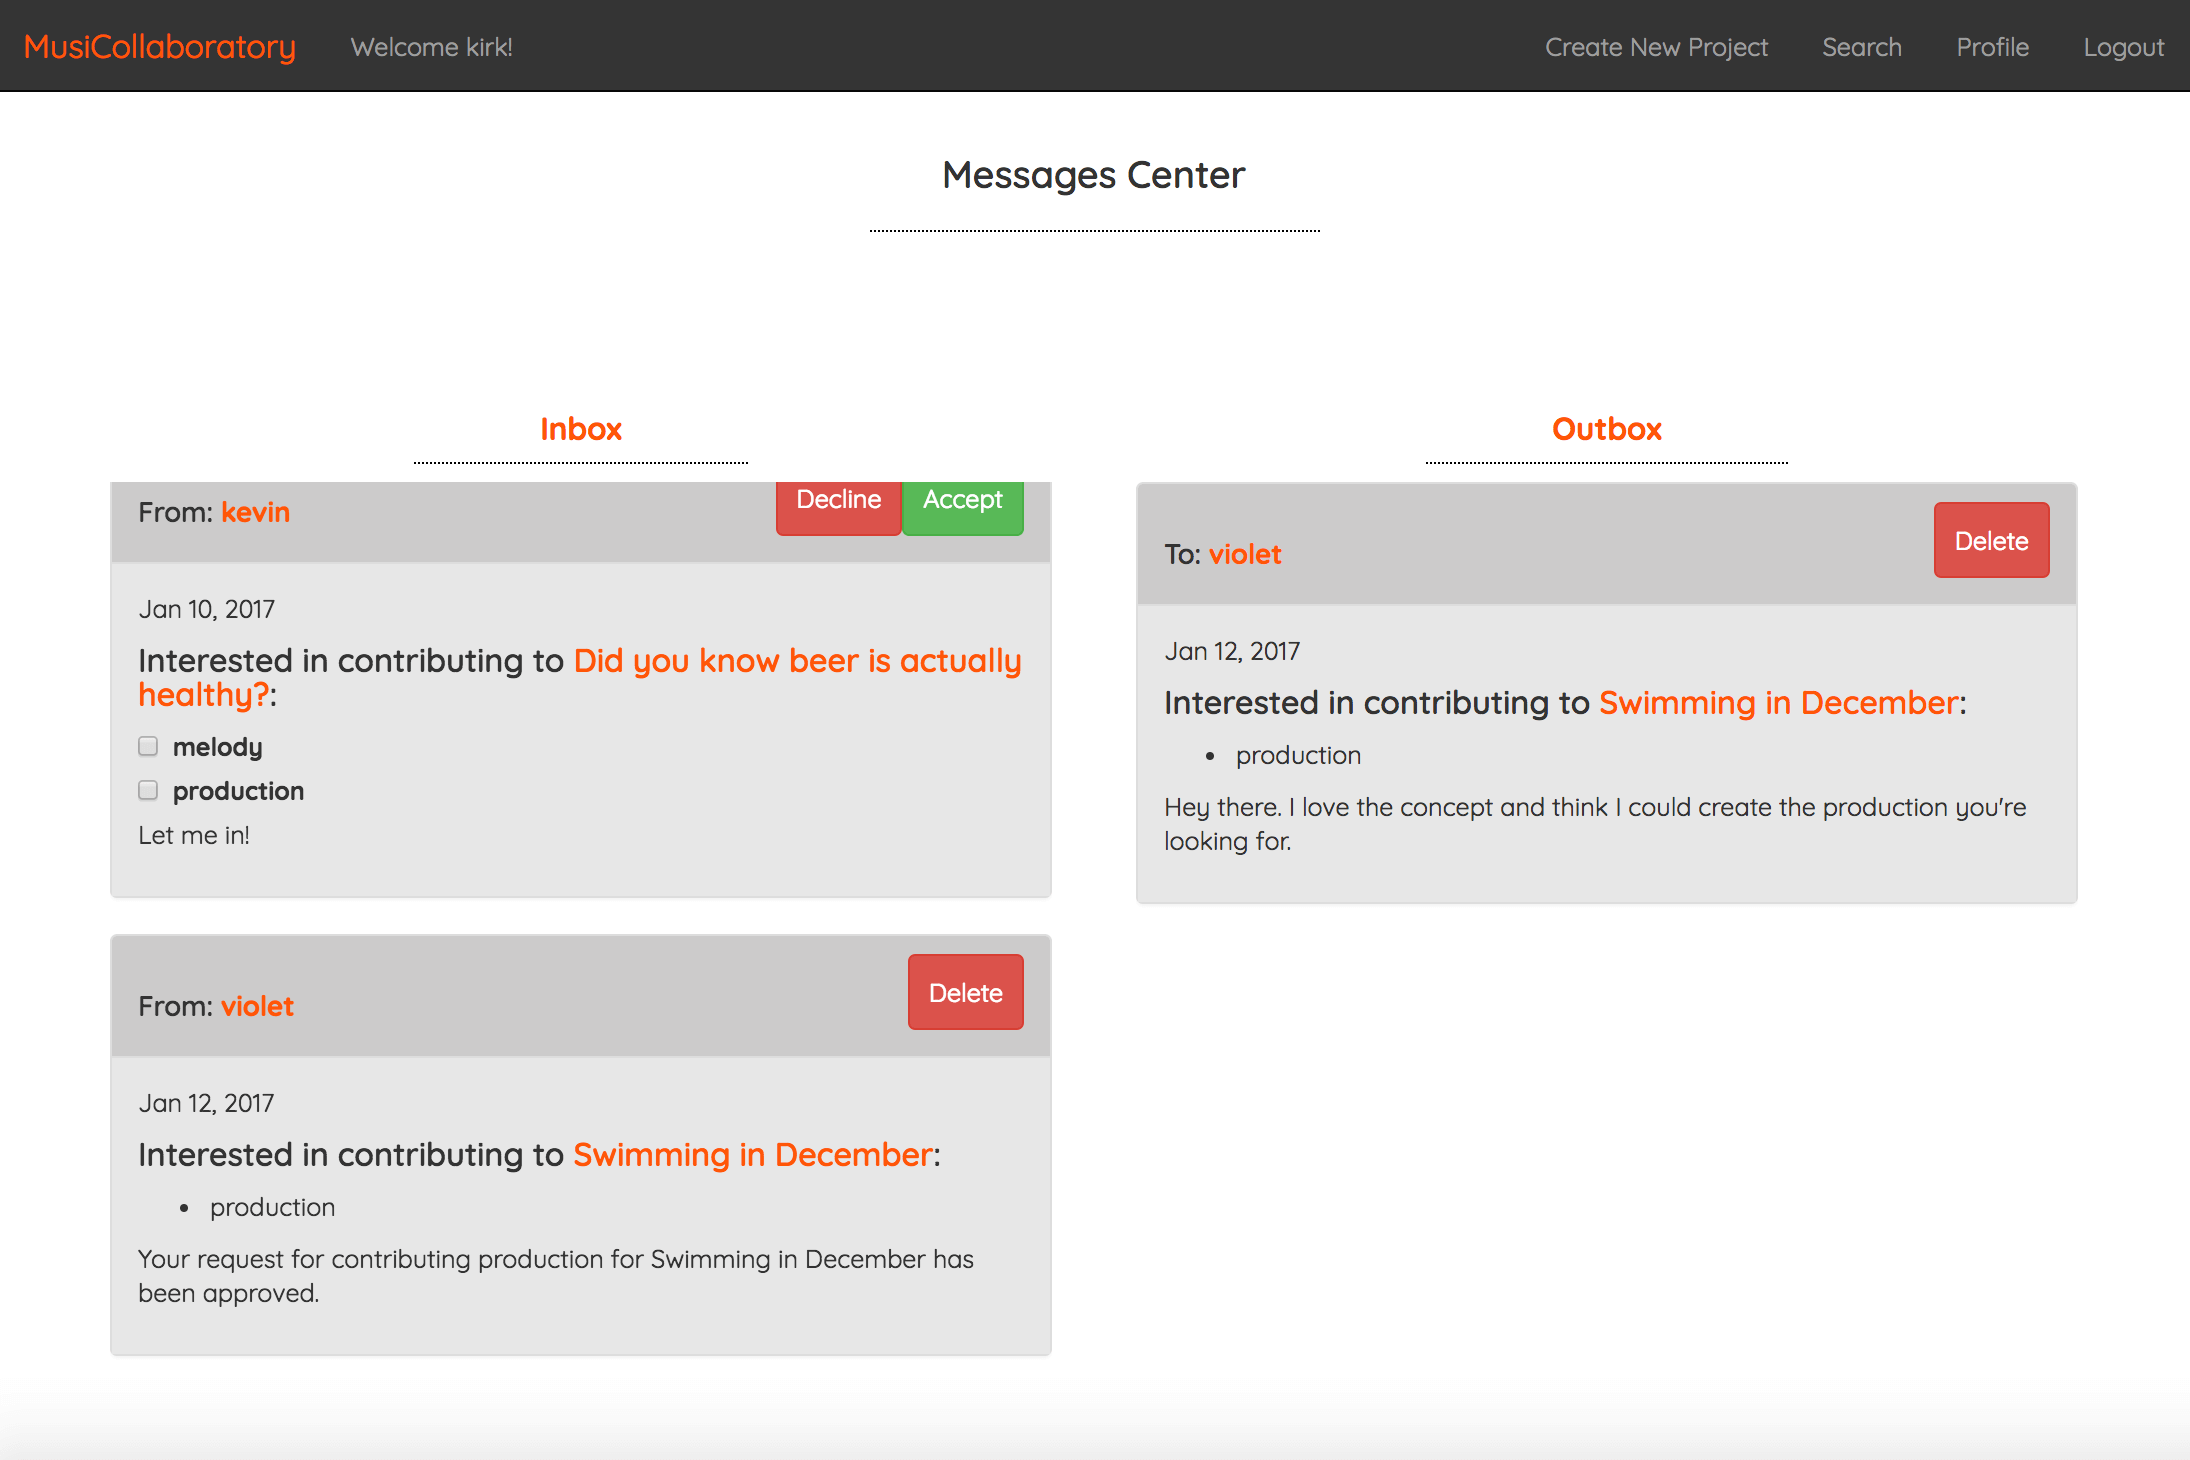 MusiCollaboratory Welcome kirk! Create New Project Search Profile Logout
Messages Center
Inbox
From: kevin Decline Accept
Jan 10, 2017
Interested in contributing to Did you know beer is actually
healthy?:
melody
production
Let me in!
From: violet Delete
Jan 12, 2017
Interested in contributing to Swimming in December:
• production
Your request for contributing production for Swimming in December has
been approved.
Outbox
To: violet Delete
Jan 12, 2017
Interested in contributing to Swimming in December:
• production
Hey there. I love the concept and think I could create the production you're
looking for.